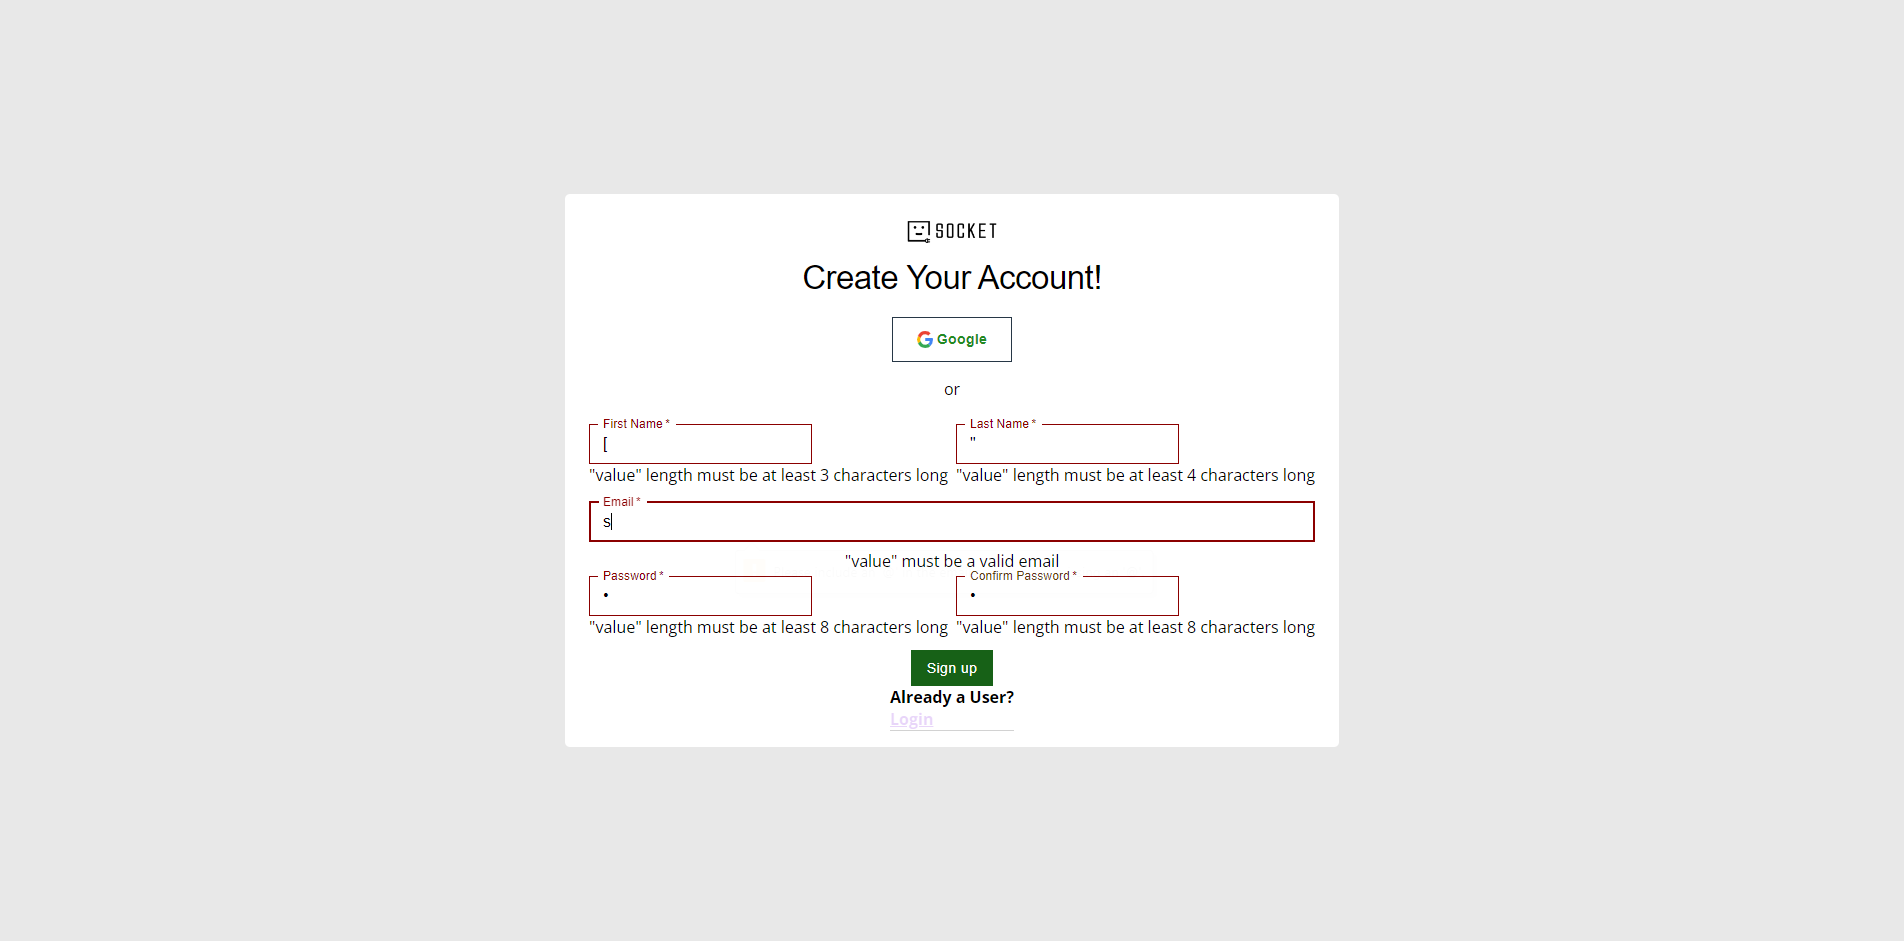 SOCKET
Create Your Account!
Google
or
First Name *
Last Name *
[
"
"value" length must be at least 3 characters long
"value" length must be at least 4 characters long
Email *
s
"value" must be a valid email
Password *
Confirm Password *
•
•
"value" length must be at least 8 characters long
"value" length must be at least 8 characters long
Sign up
Already a User?
Login